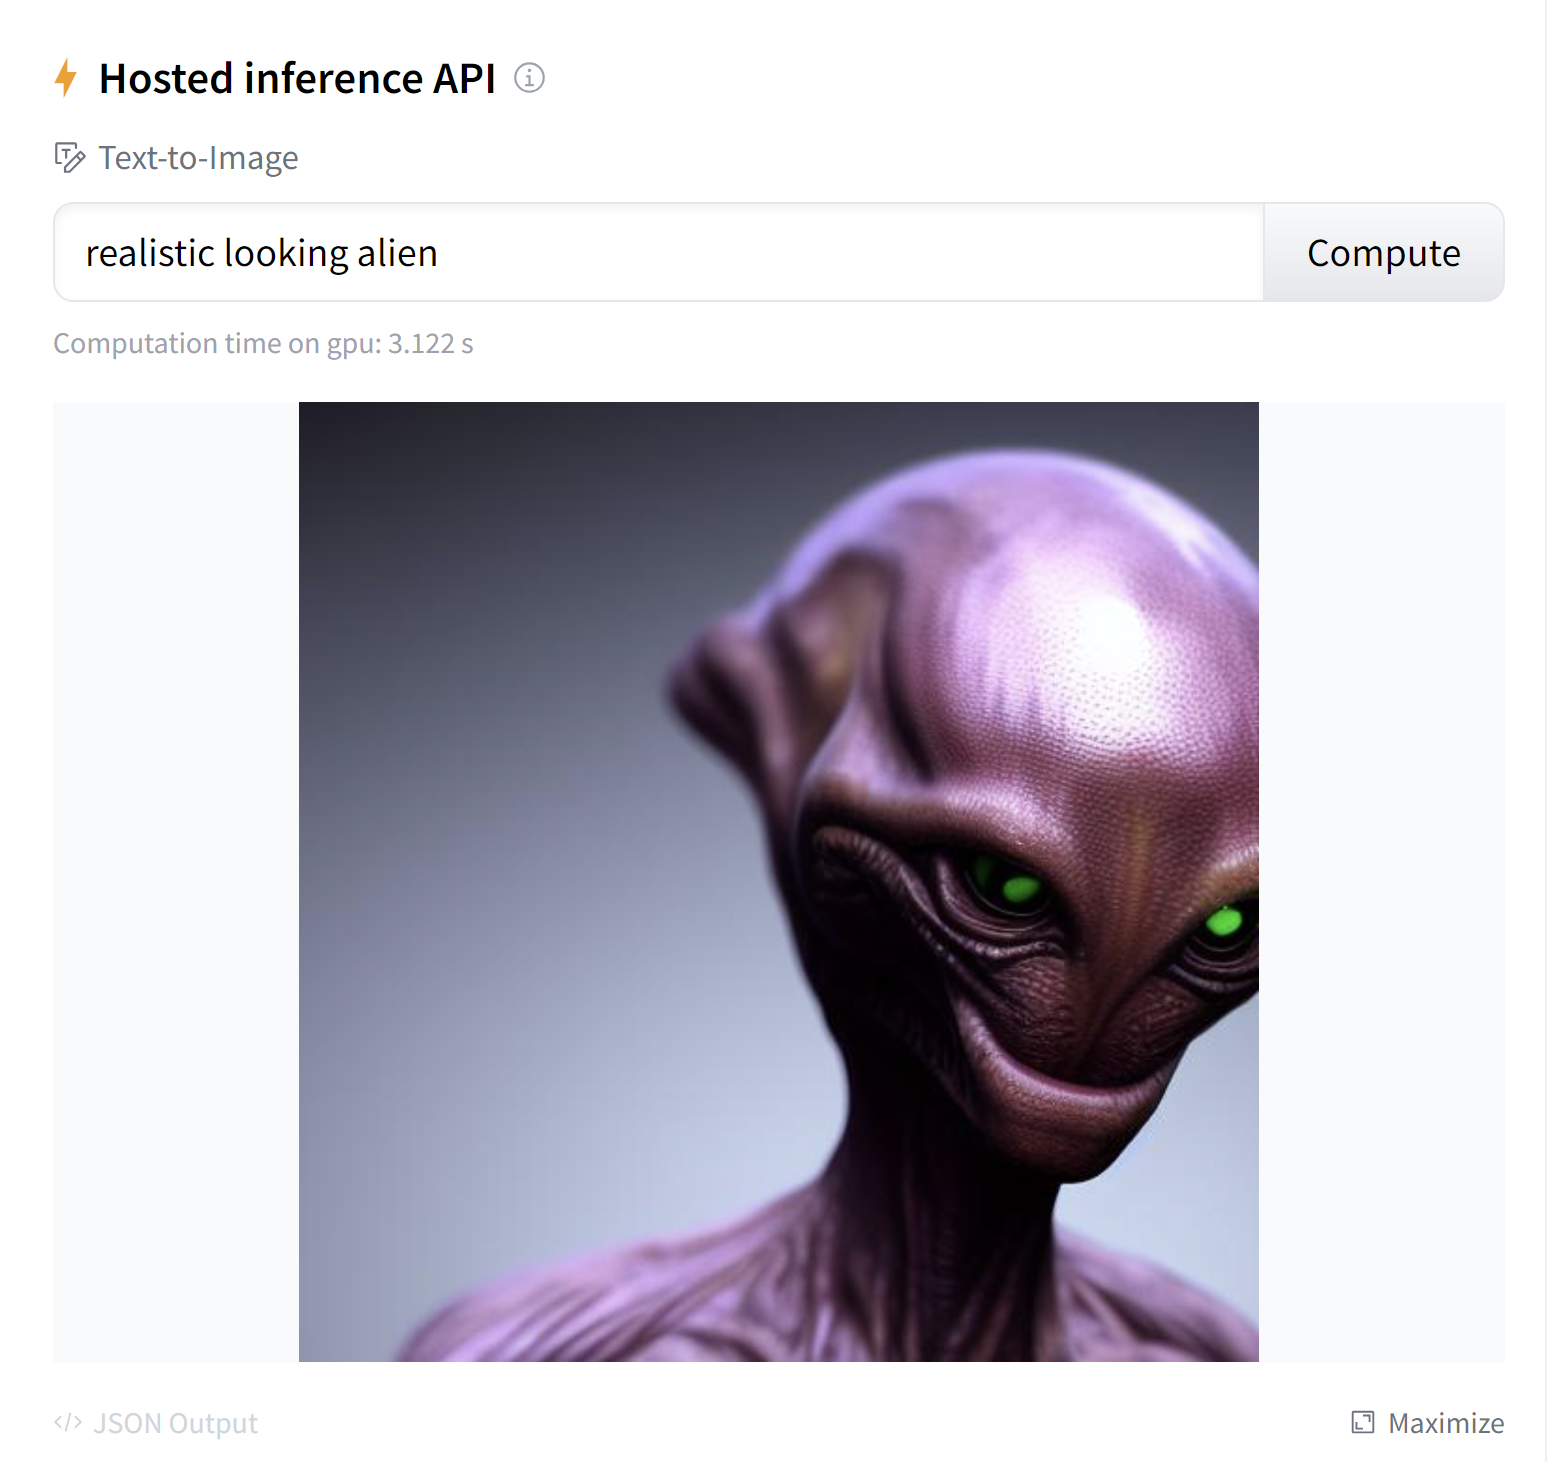 Hosted inference API
Text-to-Image
realistic looking alien
Compute
Computation time on gpu: 3.122 s
JSON Output
Maximize